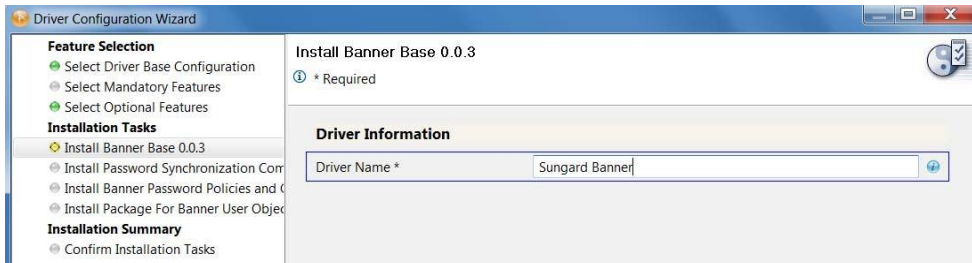 Driver Configuration Wizard
Feature Selection
Select Driver Base Configuration
Select Mandatory Features
Select Optional Features
Installation Tasks
Install Banner Base 0.0.3
Install Password Synchronization Com
Install Banner Password Policies and
Install Package For Banner User Objec
Installation Summary
Confirm Installation Tasks
Install Banner Base 0.0.3
* Required
Driver Information
Driver Name * Sungard Banner